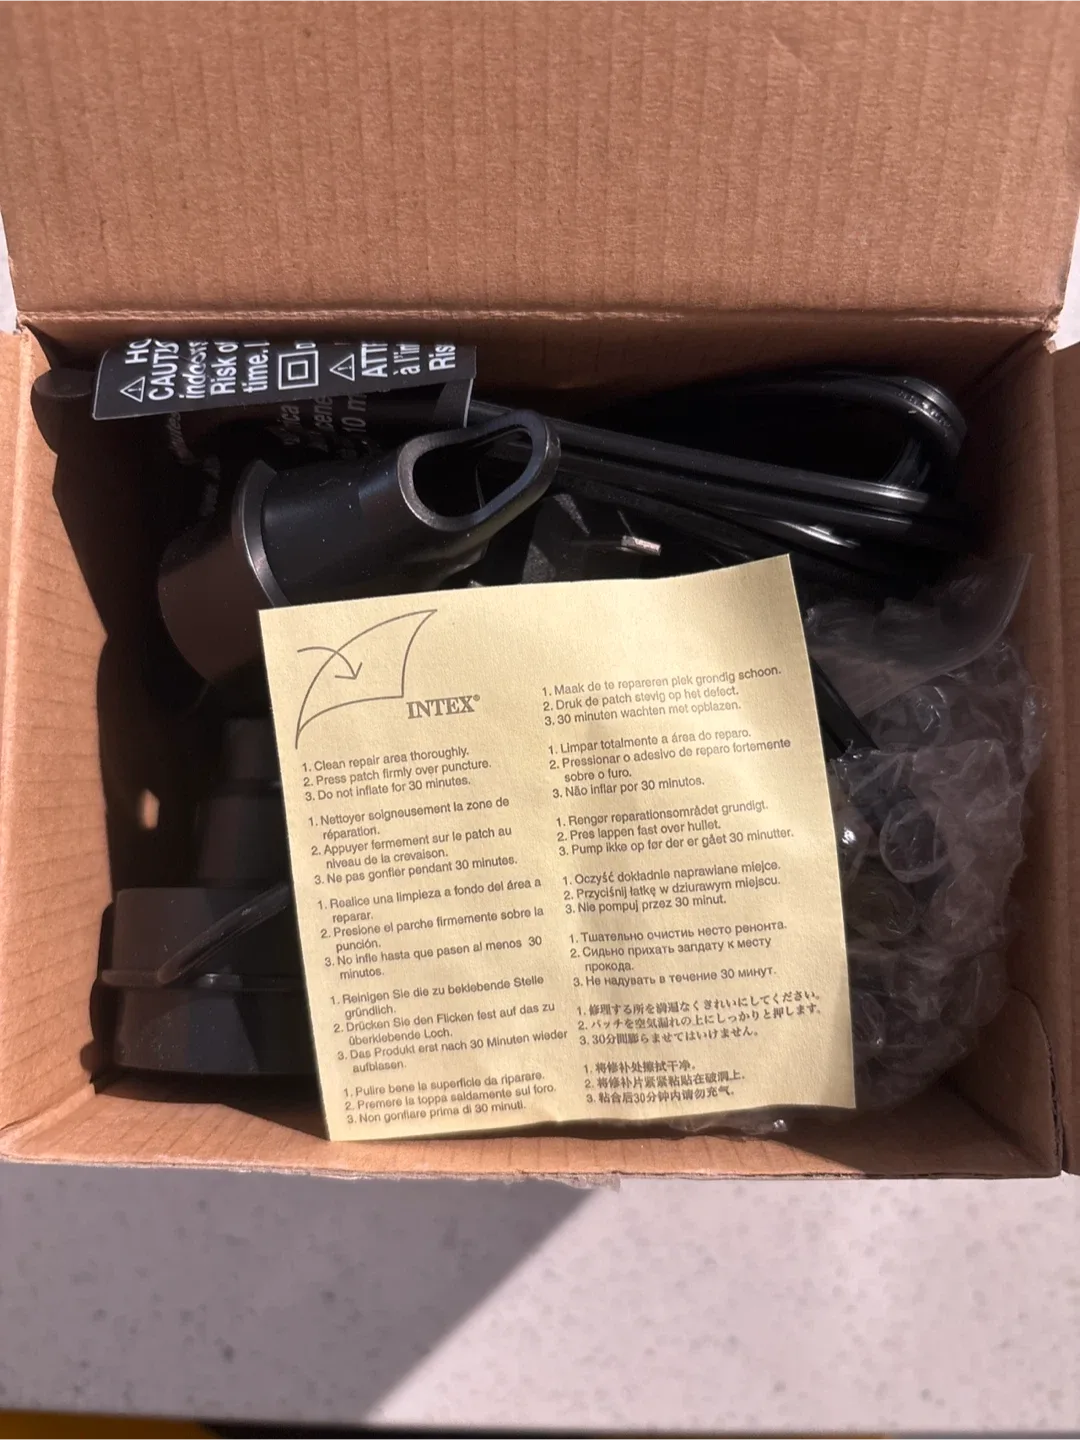 HO
CAUTI
indoors
Risk o
time.
ATT
à l'in
Ris
10 m
INTEX®
1. Clean repair area thoroughly.
2. Press patch firmly over puncture.
3. Do not inflate for 30 minutes.
1. Nettoyer soigneusement la zone de
réparation.
2. Appuyer fermement sur le patch au
niveau de la crevaison.
3. Ne pas gonfler pendant 30 minutes.
1. Realice una limpieza a fondo del área a
reparar.
2. Presione el parche firmemente sobre la
punción.
3. No infle hasta que pasen al menos 30
minutos.
1. Reinigen Sie die zu beklebende Stelle
gründlich.
2. Drücken Sie den Flicken fest auf das zu
überklebende Loch.
3. Das Produkt erst nach 30 Minuten wieder
aufblasen.
1. Pulire bene la superficie da riparare.
2. Premere la toppa saldamente sul foro.
3. Non gonfiare prima di 30 minuti.
1. Maak de te repareren plek grondig schoon.
2. Druk de patch stevig op het defect.
3. 30 minuten wachten met opblazen.
1. Limpar totalmente a área do reparo.
2. Pressionar o adesivo de reparo fortemente
sobre o furo.
3. Não inflar por 30 minutos.
1. Rengør reparationsområdet grundigt.
2. Pres lappen fast over hullet.
3. Pump ikke op før der er gået 30 minutter.
1. Oczyść dokładnie naprawiane miejce.
2. Przyciśnij łatkę w dziurawym miejscu.
3. Nie pompuj przez 30 minut.
1. Тшательно очистиь несто ренонта.
2. Сидьно прихать запдату к месту
прокода.
3. Не надувать в течение 30 минут.
1. 修理する所を満遍なくきれいにしてください。
2. パッチを空気漏れの上にしっかりと押します。
3. 30分間膨らませてはいけません。
1. 将修补处擦拭干净.
2. 将修补片紧紧粘贴在破洞上.
3. 粘合后30分钟内请勿充气.